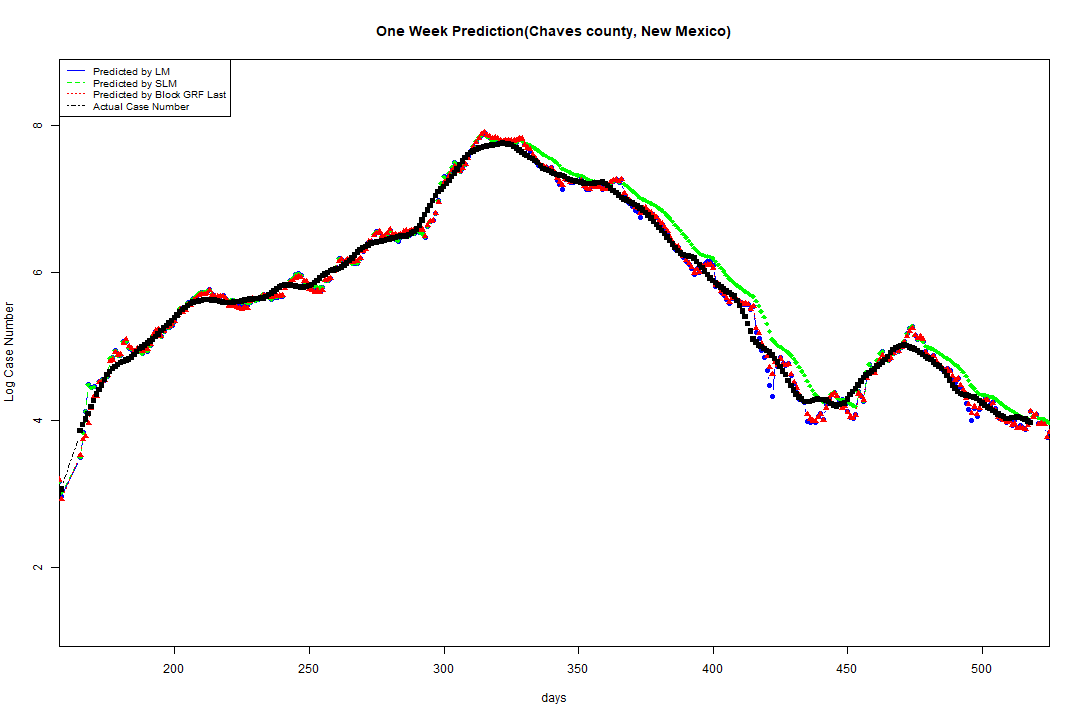 One Week Prediction(Chaves county, New Mexico)
Predicted by LM
Predicted by SLM
Predicted by Block GRF Last
Actual Case Number
8
6
4
2
Log Case Number
200 250 300 350 400 450 500
days